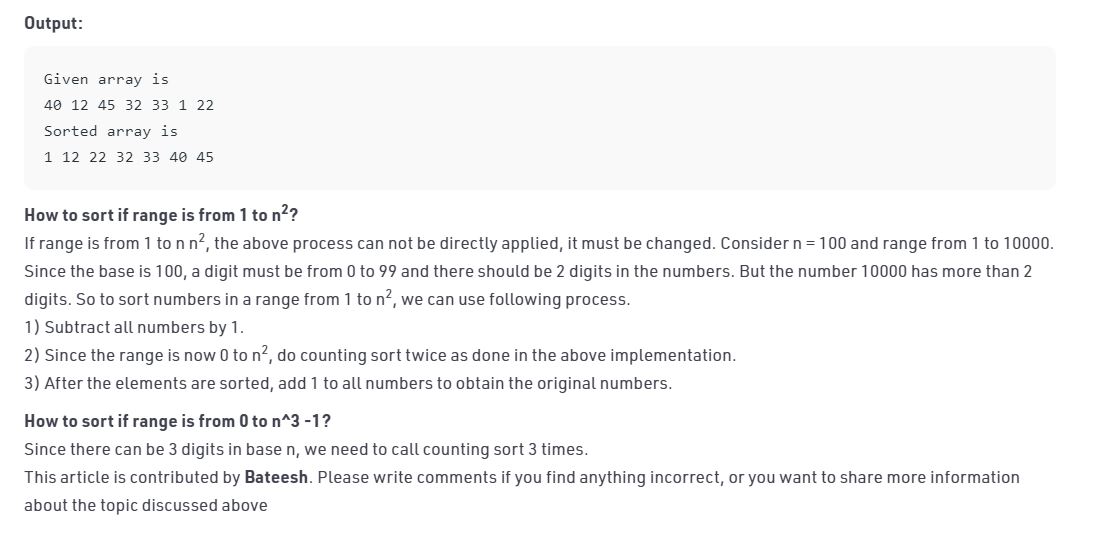 Output:
Given array is
40 12 45 32 33 1 22
Sorted array is
1 12 22 32 33 40 45
How to sort if range is from 1 to n²?
If range is from 1 to n n², the above process can not be directly applied, it must be changed. Consider n = 100 and range from 1 to 10000.
Since the base is 100, a digit must be from 0 to 99 and there should be 2 digits in the numbers. But the number 10000 has more than 2
digits. So to sort numbers in a range from 1 to n², we can use following process.
1) Subtract all numbers by 1.
2) Since the range is now 0 to n², do counting sort twice as done in the above implementation.
3) After the elements are sorted, add 1 to all numbers to obtain the original numbers.
How to sort if range is from 0 to n^3 -1?
Since there can be 3 digits in base n, we need to call counting sort 3 times.
This article is contributed by Bateesh. Please write comments if you find anything incorrect, or you want to share more information
about the topic discussed above